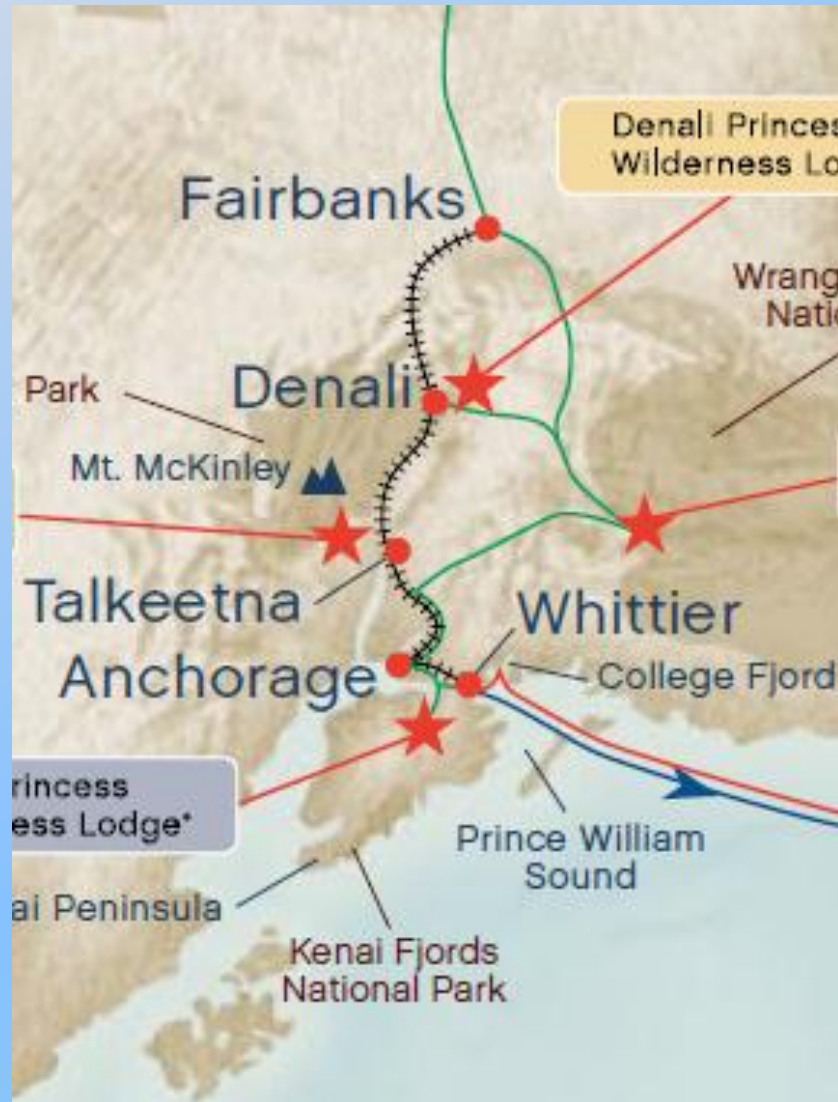 Denali Princes
Wilderness Lo
Fairbanks
Wrang
Natio
Denali
Park
Mt. McKinley
Talkeetna
Whittier
Anchorage
College Fjord
rincess
ess Lodge*
Prince William
Sound
ai Peninsula
Kenai Fjords
National Park